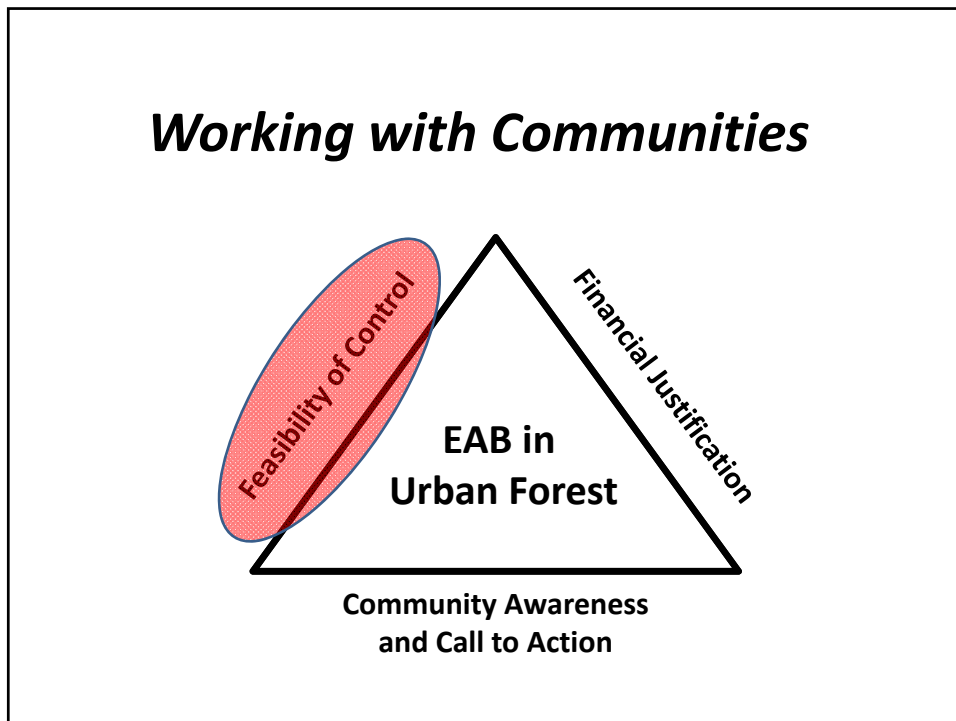 Working with Communities
Feasibility of Control
Financial Justification
EAB in
Urban Forest
Community Awareness
and Call to Action